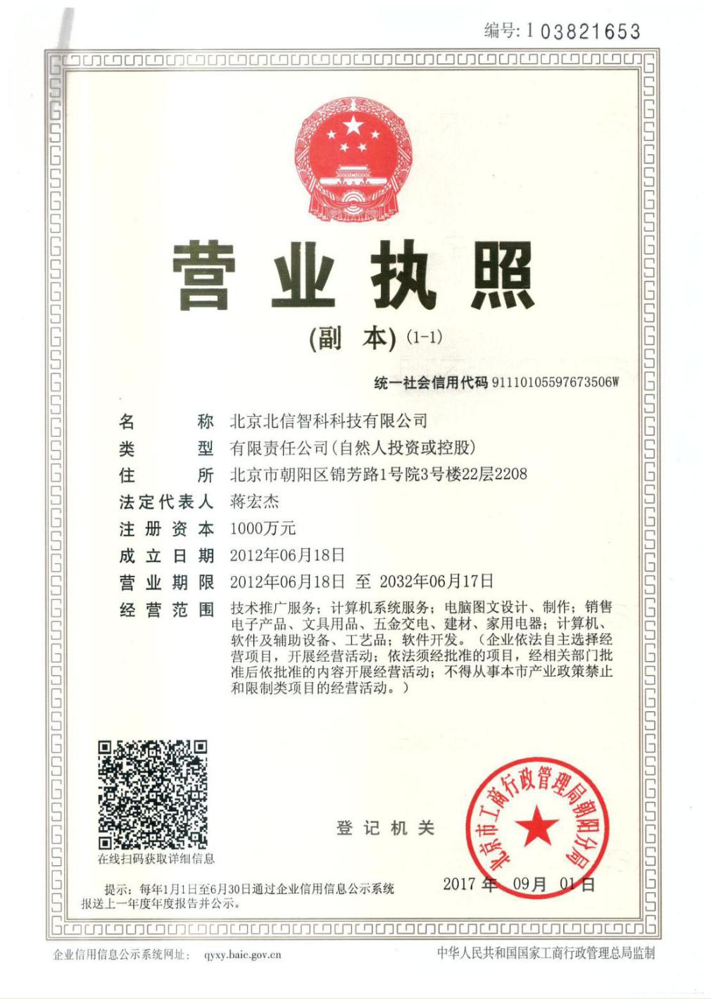 编号: 1 03821653
营业执照
(副 本) (1-1)
统一社会信用代码 91110105597673506W
名 称 北京北信智科科技有限公司
类 型 有限责任公司(自然人投资或控股)
住 所 北京市朝阳区锦芳路1号院3号楼22层2208
法定代表人 蒋宏杰
注册资本 1000万元
成立日期 2012年06月18日
营业期限 2012年06月18日 至 2032年06月17日
经营范围 技术推广服务；计算机系统服务；电脑图文设计、制作；销售
电子产品、文具用品、五金交电、建材、家用电器；计算机、
软件及辅助设备、工艺品；软件开发。（企业依法自主选择经
营项目，开展经营活动；依法须经批准的项目，经相关部门批
准后依批准的内容开展经营活动；不得从事本市产业政策禁止
和限制类项目的经营活动。）
在线扫码获取详细信息
登记机关
北京市工商行政管理局朝阳分局
2017 年 09月 01日
提示：每年1月1日至6月30日通过企业信用信息公示系统
报送上一年度年度报告并公示。
企业信用信息公示系统网址： qyxy.baic.gov.cn
中华人民共和国国家工商行政管理总局监制